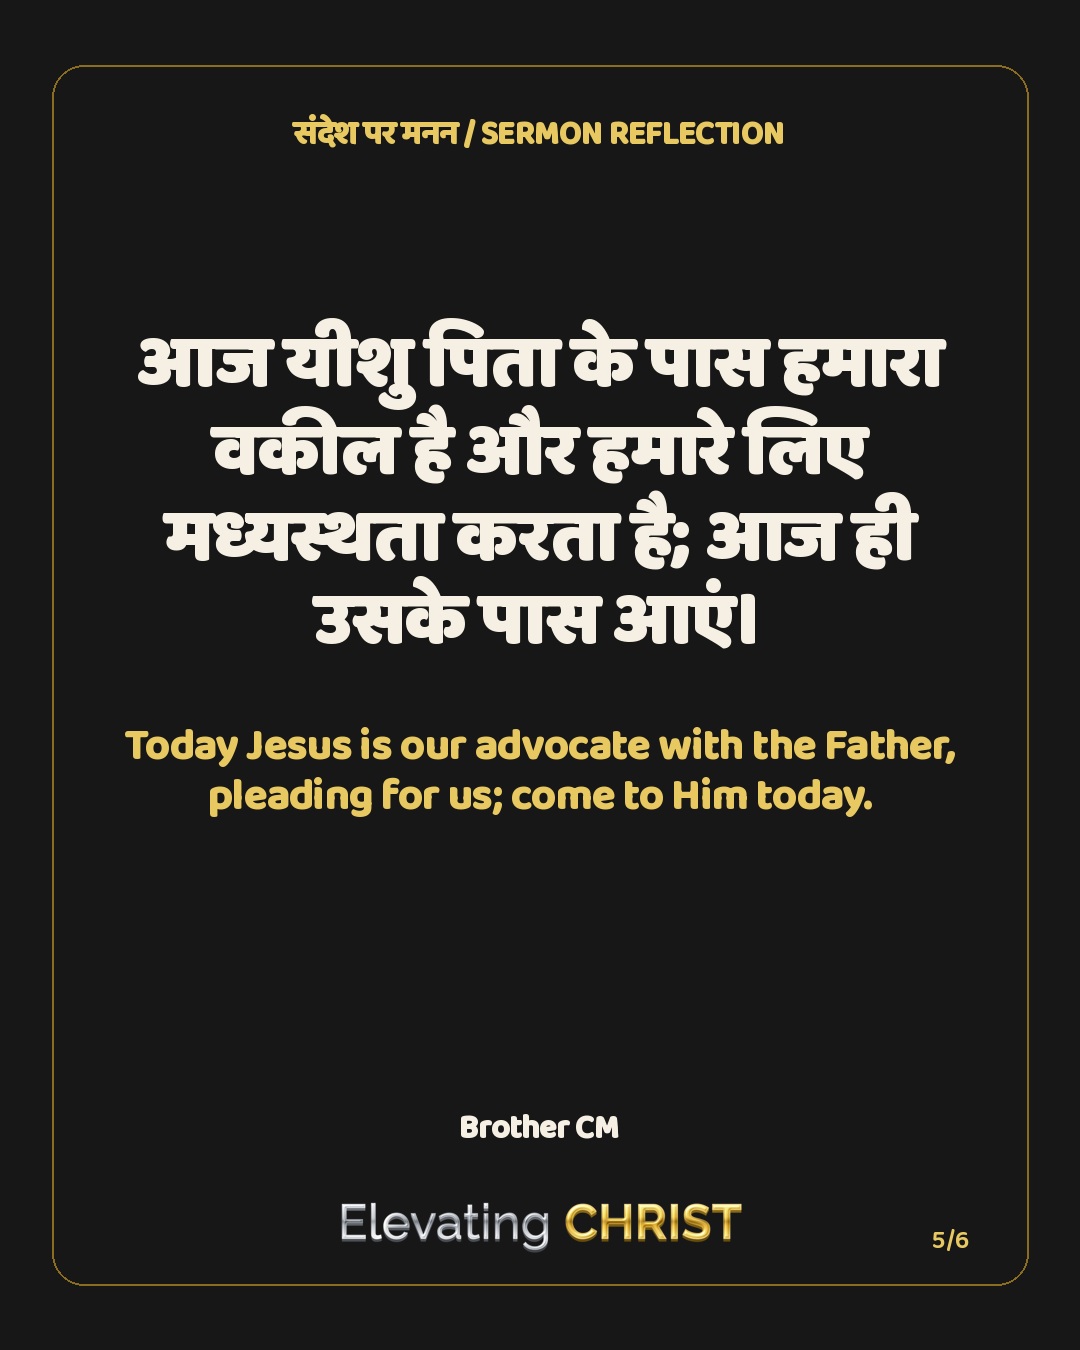 संदेश पर मनन / SERMON REFLECTION
आज यीशु पिता के पास हमारा
वकील है और हमारे लिए
मध्यस्थता करता है; आज ही
उसके पास आएं।
Today Jesus is our advocate with the Father,
pleading for us; come to Him today.
Brother CM
Elevating CHRIST
5/6